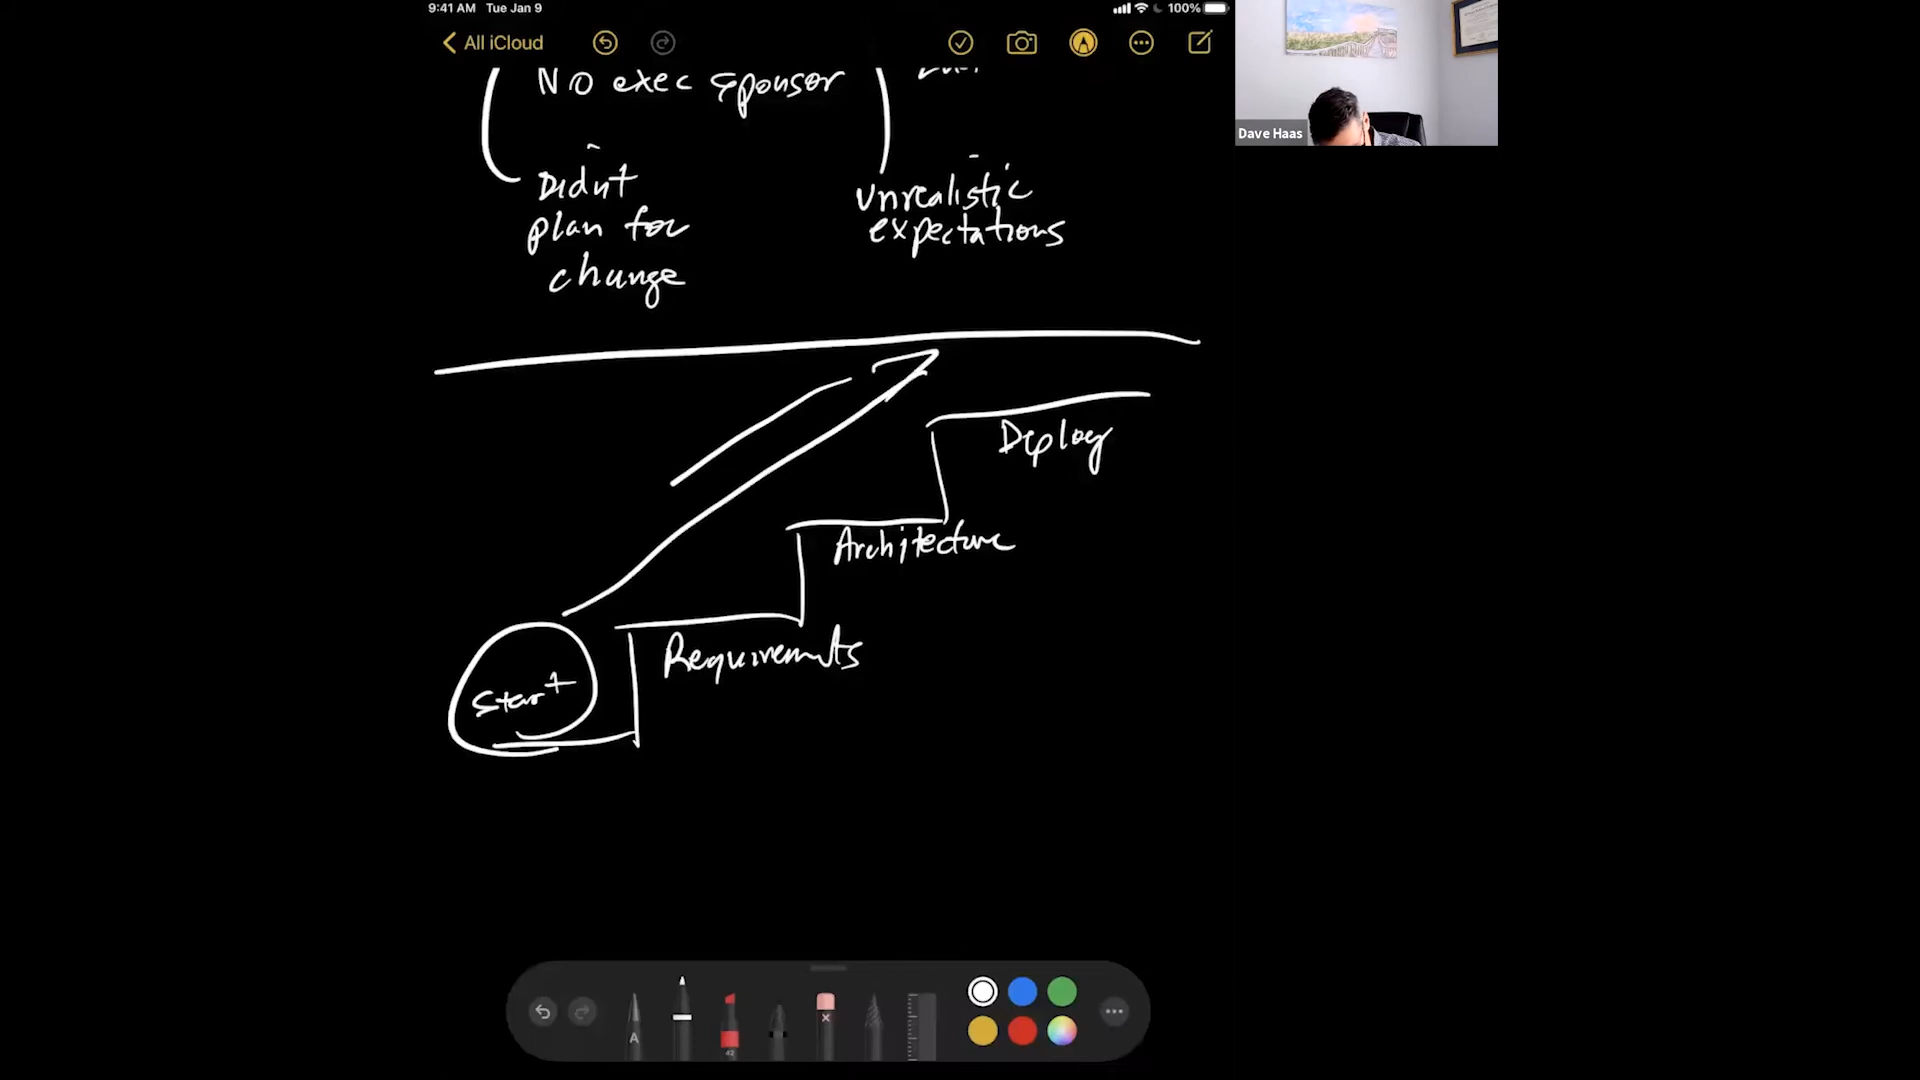 9:41 AM Tue Jan 9
100%
All iCloud
Dave Haas
No exec sponsor
Didn't
plan for
change
unrealistic
expectations
Deploy
Architecture
Requirements
Start
A
42